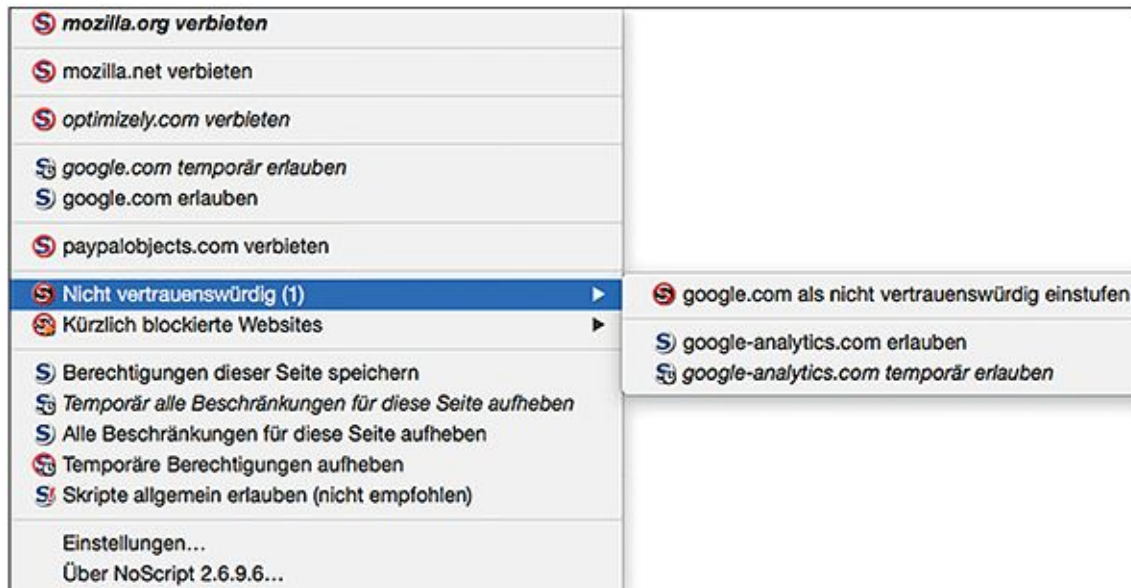 mozilla.org verbieten
mozilla.net verbieten
optimizely.com verbieten
google.com temporär erlauben
google.com erlauben
paypalobjects.com verbieten
Nicht vertrauenswürdig (1)
Kürzlich blockierte Websites
Berechtigungen dieser Seite speichern
Temporär alle Beschränkungen für diese Seite aufheben
Alle Beschränkungen für diese Seite aufheben
Temporäre Berechtigungen aufheben
Skripte allgemein erlauben (nicht empfohlen)
Einstellungen...
Über NoScript 2.6.9.6...
google.com als nicht vertrauenswürdig einstufen
google-analytics.com erlauben
google-analytics.com temporär erlauben